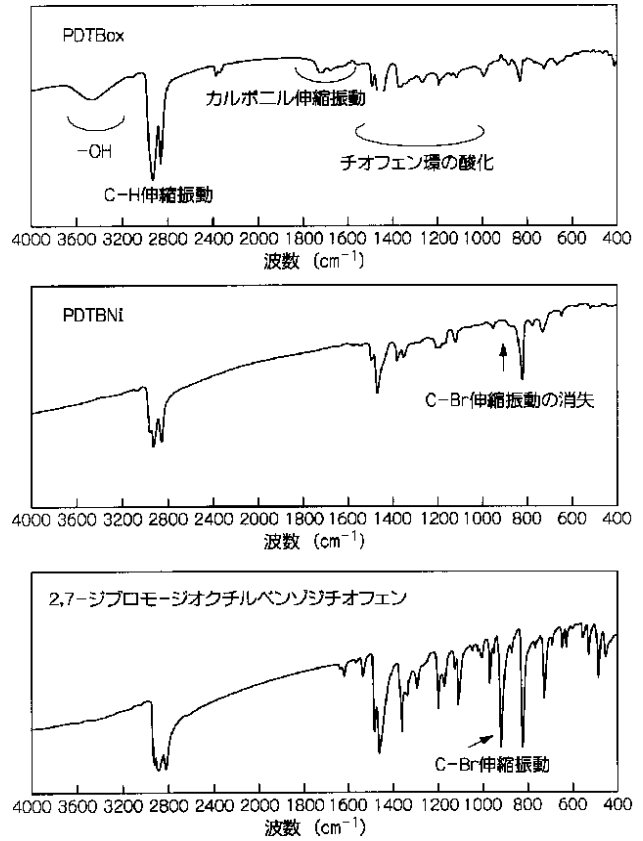 PDTBox
カルボニル伸縮振動
-OH
チオフェン環の酸化
C-H伸縮振動
4000 3600 3200 2800 2400 2000 1800 1600 1400 1200 1000 800 600 400
波数 (cm⁻¹)
PDTBNi
C-Br伸縮振動の消失
4000 3600 3200 2800 2400 2000 1800 1600 1400 1200 1000 800 600 400
波数 (cm⁻¹)
2,7-ジブロモージオクチルベンゾジチオフェン
C-Br伸縮振動
4000 3600 3200 2800 2400 2000 1800 1600 1400 1200 1000 800 600 400
波数 (cm⁻¹)